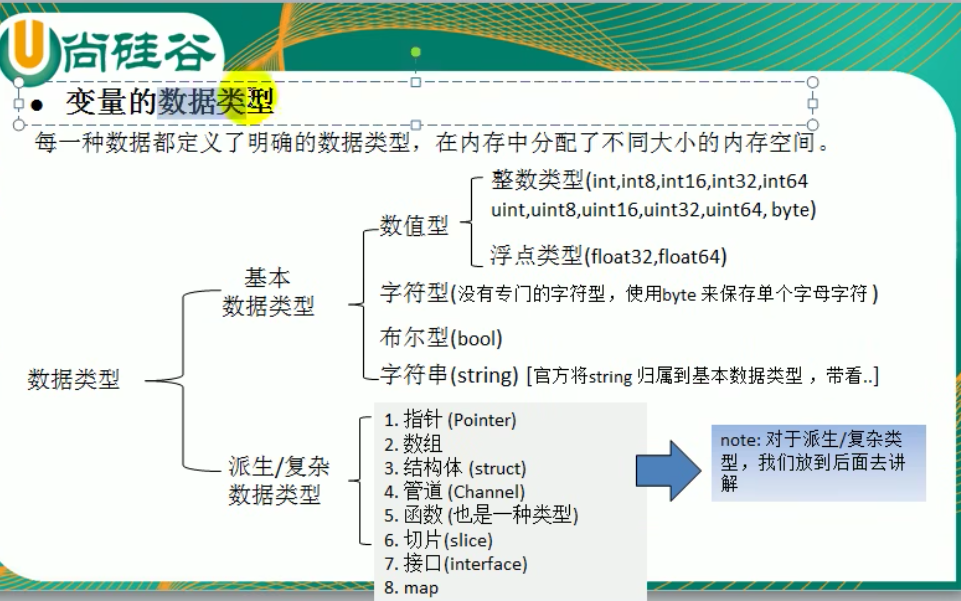 尚硅谷
• 变量的数据类型
每一种数据都定义了明确的数据类型，在内存中分配了不同大小的内存空间。
整数类型(int,int8,int16,int32,int64
uint,uint8,uint16,uint32,uint64, byte)
数值型
浮点类型(float32,float64)
基本
数据类型
字符型(没有专门的字符型，使用byte 来保存单个字母字符 )
布尔型(bool)
字符串(string) [官方将string 归属到基本数据类型 ，带看..]
数据类型
派生/复杂
数据类型
1. 指针 (Pointer)
2. 数组
3. 结构体 (struct)
4. 管道 (Channel)
5. 函数 (也是一种类型)
6. 切片(slice)
7. 接口(interface)
8. map
note: 对于派生/复杂类
型，我们放到后面去讲
解